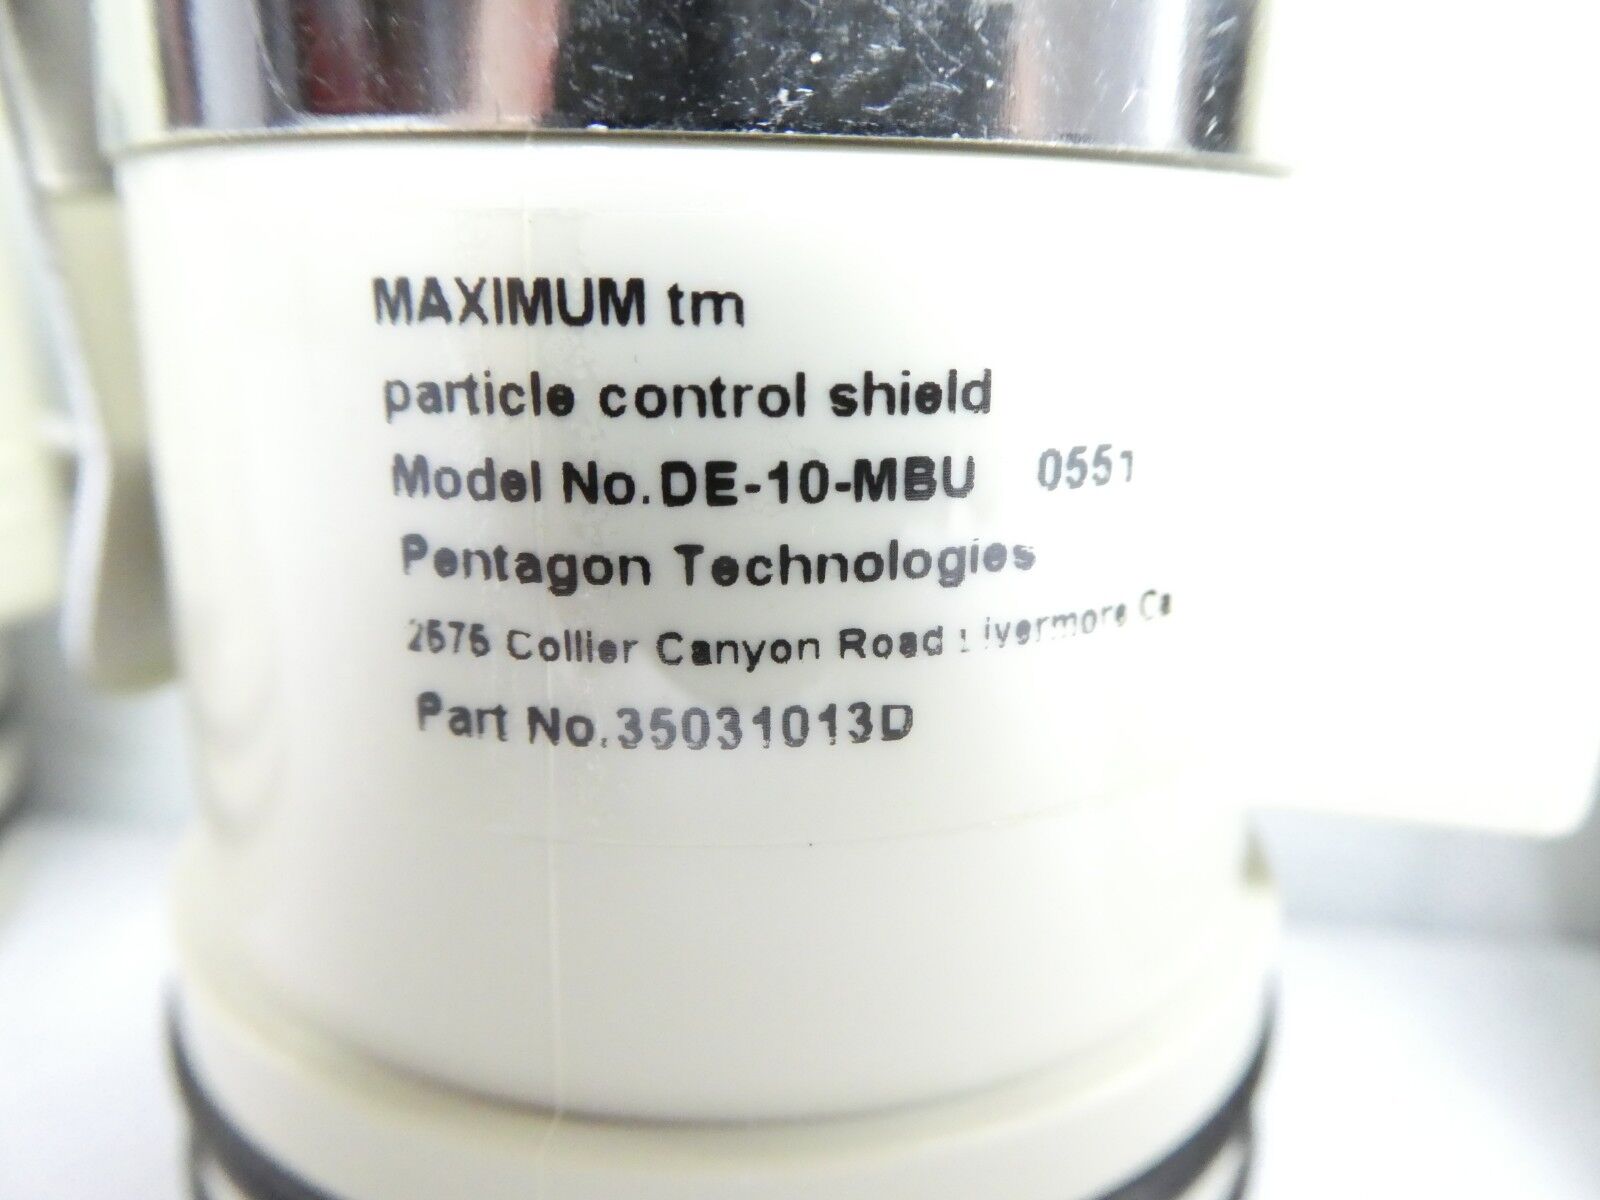 MAXIMUM tm
particle control shield
Model No.DE-10-MBU 0551
Pentagon Technologies
2575 Collier Canyon Road Livermore Ca
Part No.35031013D